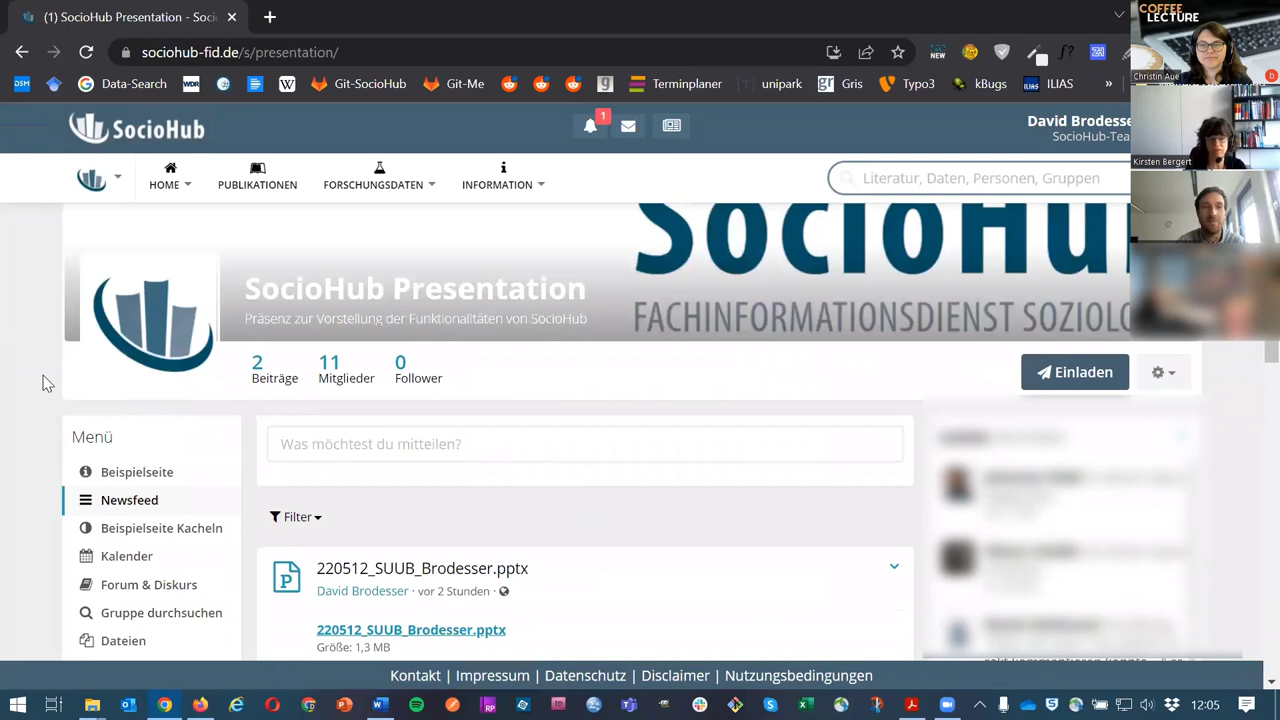 (1) SocioHub Presentation - Soci
sociohub-fid.de/s/presentation/
Data-Search
Git:SocioHub
Git-Me
Terminplaner
unipark
Gris
Typo3
kBugs
ILIAS
»
COFFEE
LECTURE
Christin Aue
Kirsten Bergert
SocioHub
1
David Brodesse
SocioHub-Tea
HOME
PUBLIKATIONEN
FORSCHUNGSDATEN
INFORMATION
Literatur, Daten, Personen, Gruppen
SocioHu
FACHINFORMATIONSDIENST SOZIOLO
SocioHub Presentation
Präsenz zur Vorstellung der Funktionalitäten von SocioHub
2 11 0
Beiträge Mitglieder Follower
Einladen
Menü
Beispielseite
Newsfeed
Beispielseite Kacheln
Kalender
Forum & Diskurs
Gruppe durchsuchen
Dateien
Was möchtest du mitteilen?
Filter
220512_SUUB_Brodesser.pptx
David Brodesser · vor 2 Stunden ·
220512_SUUB_Brodesser.pptx
Größe: 1,3 MB
Kontakt | Impressum | Datenschutz | Disclaimer | Nutzungsbedingungen
12:05